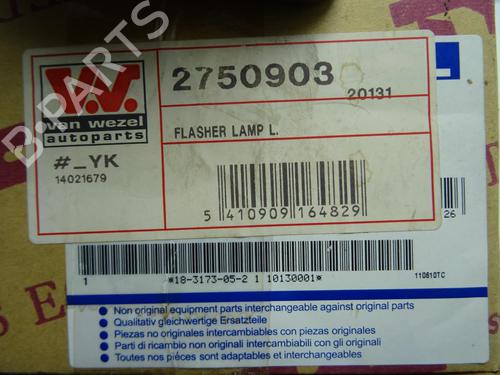 2750903
20131
V.V.
van wezel
autoparts
FLASHER LAMP L.
#_YK
14021679
5 410909 164829
26
1 *18-3173-05-2 1 10130001* 110810TC
Non original equipment parts interchangeable against original parts
Qualitativ gleichwertige Ersatzteile
Piezas no originales intercambiables con piezas originales
Parti di ricambio non originali intercambiabili con gli originali
Toutes nos piéces sont adaptables et interchangeables
B-PARTS